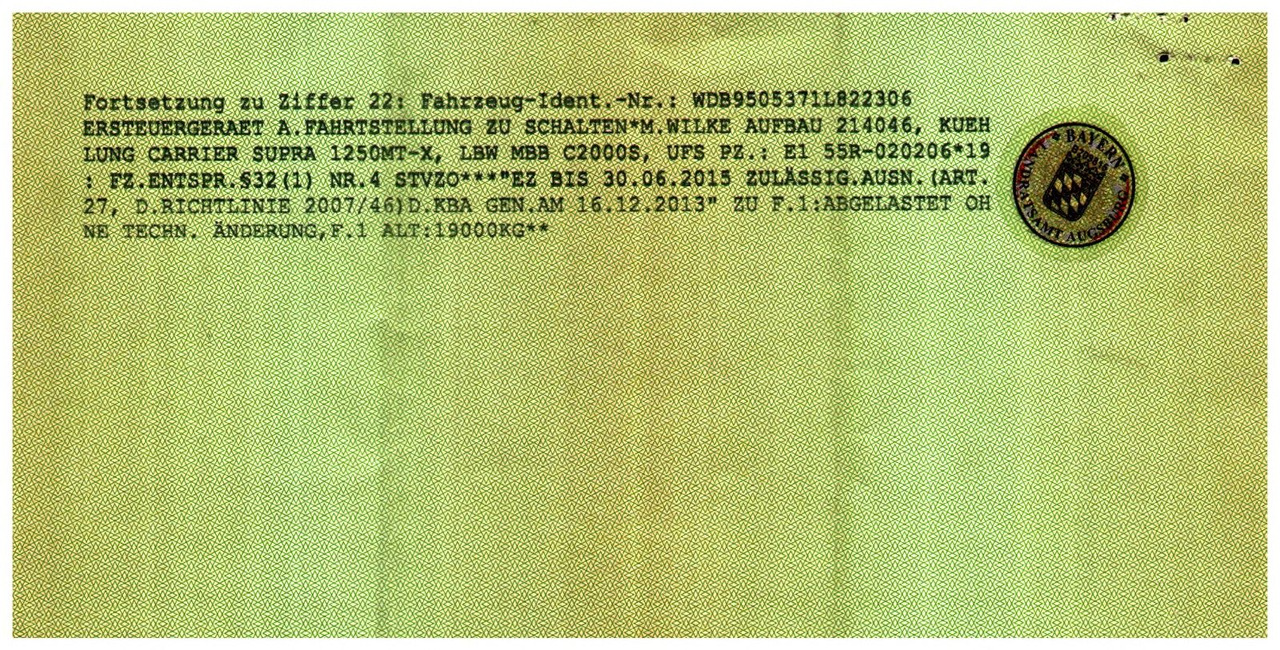 Fortsetzung zu Ziffer 22: Fahrzeug-Ident.-Nr.: WDB9505371L822306
ERSTEUERGERAET A.FAHRTSTELLUNG ZU SCHALTEN*M.WILKE AUFBAU 214046, KUEH
LUNG CARRIER SUPRA 1250MT-X, LBW MBB C2000S, UFS PZ.: E1 55R-020206*19
: FZ.ENTSPR.§32(1) NR.4 STVZO***"EZ BIS 30.06.2015 ZULÄSSIG.AUSN.(ART.
27, D.RICHTLINIE 2007/46)D.KBA GEN.AM 16.12.2013" ZU F.1:ABGELASTET OH
NE TECHN. ÄNDERUNG,F.1 ALT:19000KG**
BAYERN
LANDRATSAMT AUGSBURG